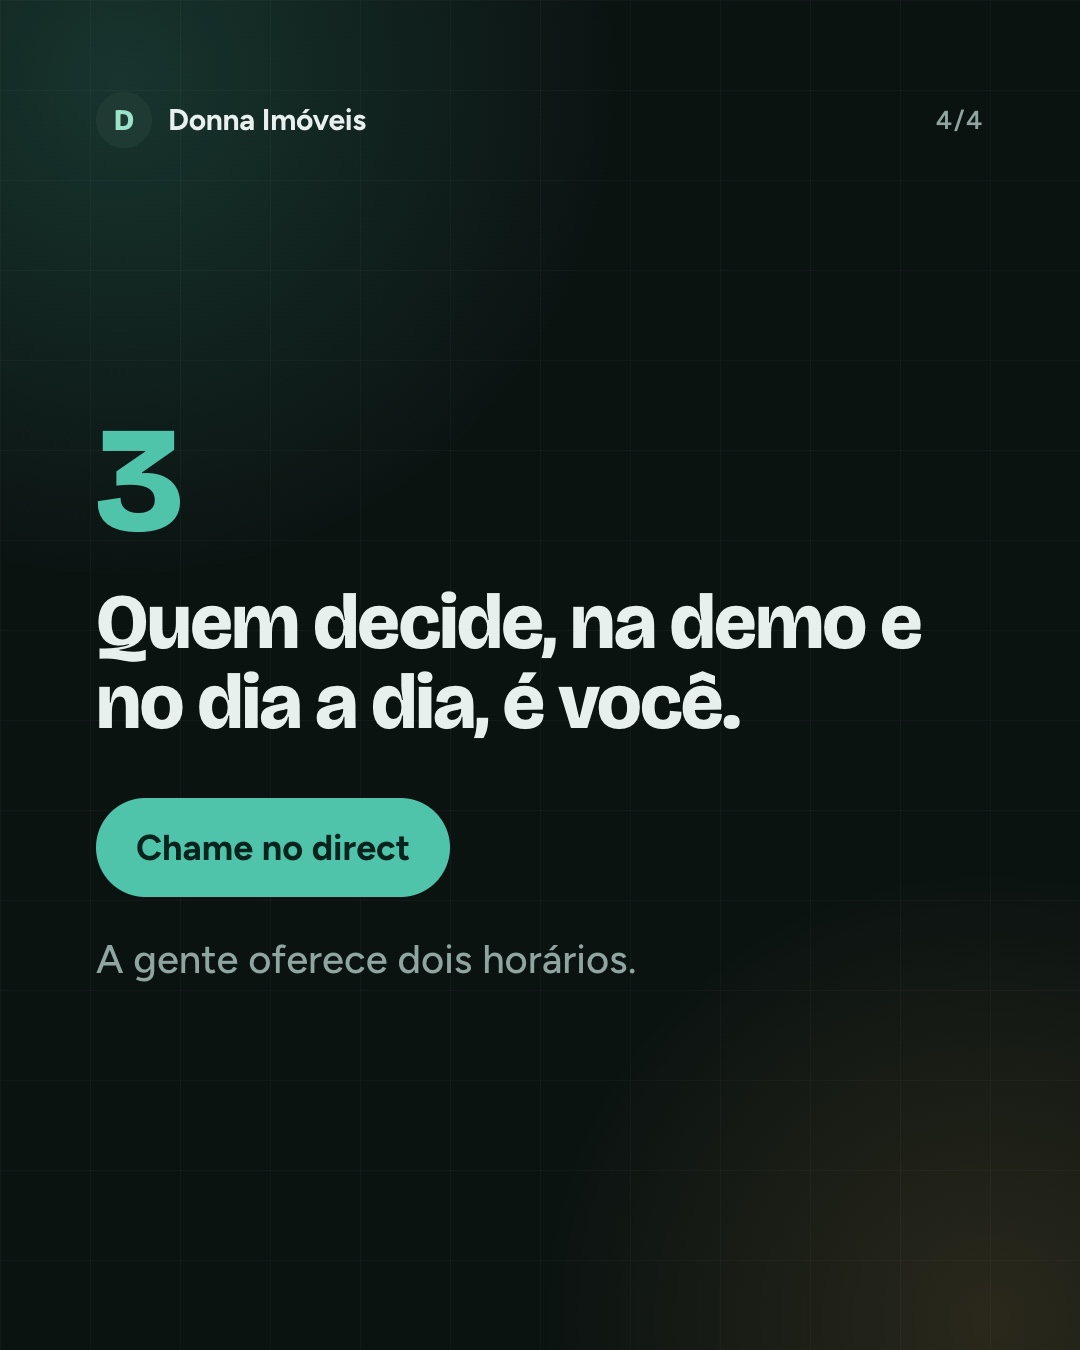 D
Donna Imóveis
4/4
3
Quem decide, na demo e
no dia a dia, é você.
Chame no direct
A gente oferece dois horários.